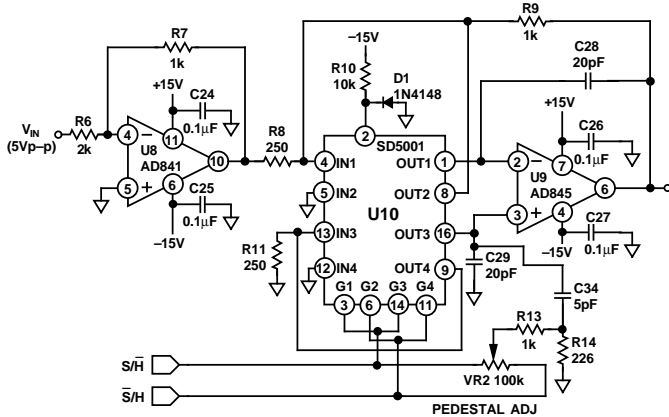 R7
1k
R9
1k
C28
20pF
–15V
R10
10k
D1
1N4148
+15V
C24
0.1µF
VIN
(5Vp–p)
R6
2k
4
–
11
U8
10
AD841
5
+
6
C25
0.1µF
–15V
R8
250
2
SD5001
4
IN1
OUT1
1
5
IN2
OUT2
8
U10
13
IN3
OUT3
16
12
IN4
OUT4
9
R11
250
G1
G2
G3
G4
3
6
14
11
+15V
C26
0.1µF
2
–
7
U9
AD845
6
3
+
4
C27
0.1µF
–15V
C29
20pF
C34
5pF
R13
1k
R14
226
S/H̅
S̅/H
VR2 100k
PEDESTAL ADJ